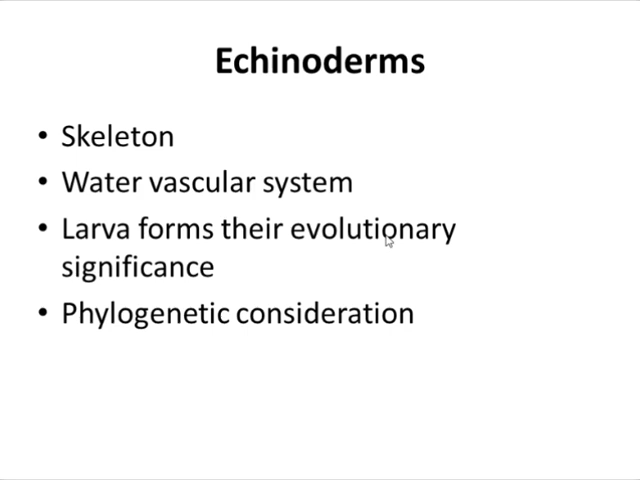 Echinoderms
• Skeleton
• Water vascular system
• Larva forms their evolutionary
significance
• Phylogenetic consideration